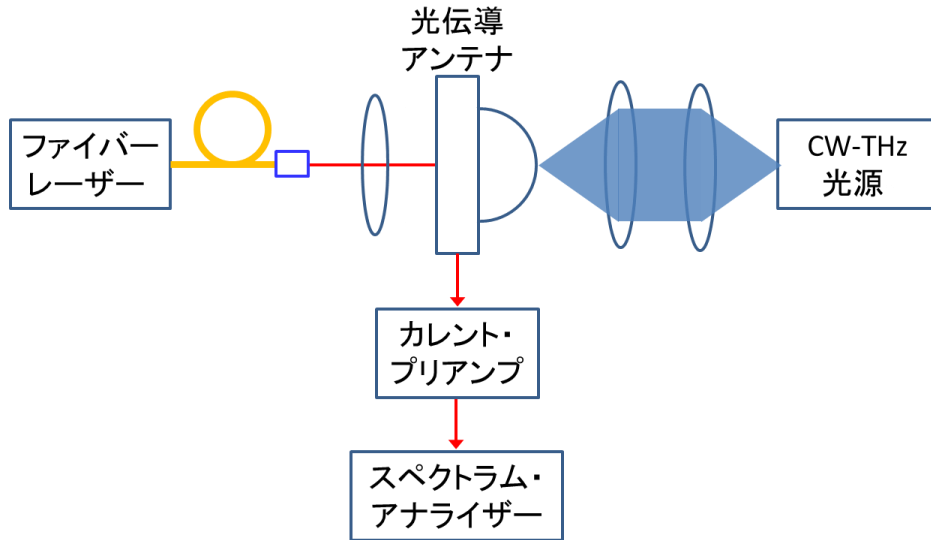 光伝導
アンテナ
ファイバー
レーザー
CW-THz
光源
カレント・
プリアンプ
スペクトラム・
アナライザー